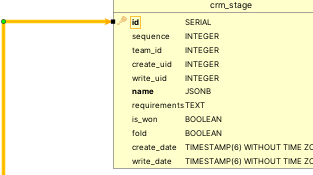 crm_stage
id SERIAL
sequence INTEGER
team_id INTEGER
create_uid INTEGER
write_uid INTEGER
name JSONB
requirements TEXT
is_won BOOLEAN
fold BOOLEAN
create_date TIMESTAMP(6) WITHOUT TIME ZO
write_date TIMESTAMP(6) WITHOUT TIME ZO